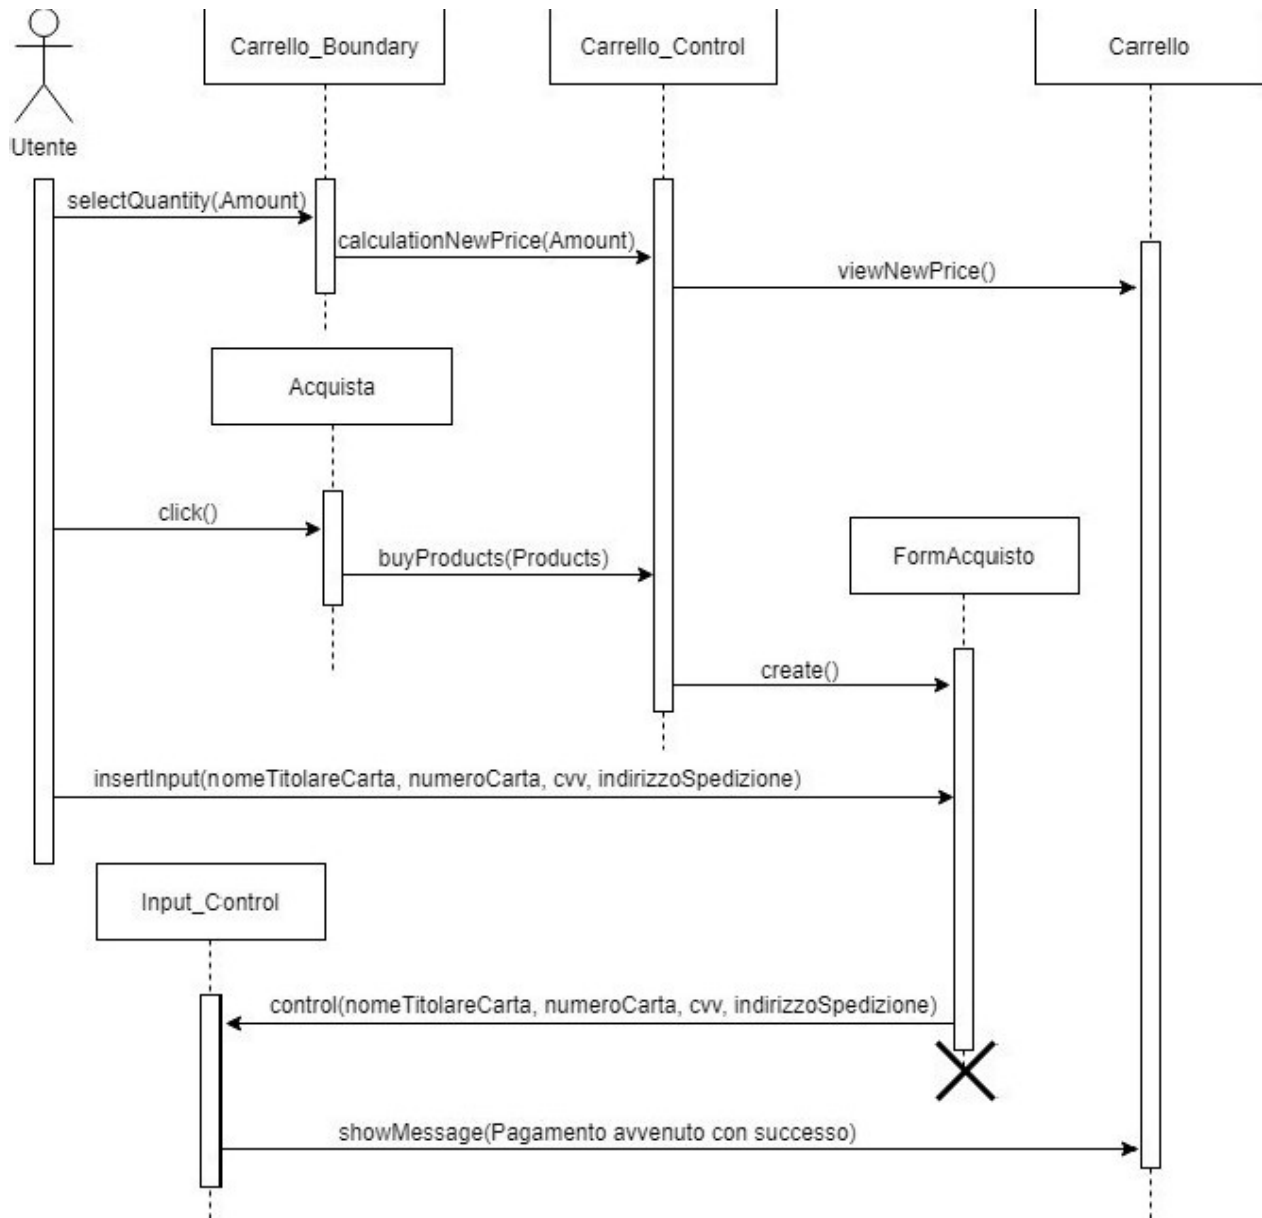 Carrello_Boundary
Carrello_Control
Carrello
Utente
selectQuantity(Amount)
calculationNewPrice(Amount)
viewNewPrice()
Acquista
click()
buyProducts(Products)
FormAcquisto
create()
insertInput(nomeTitolareCarta, numeroCarta, cvv, indirizzoSpedizione)
Input_Control
control(nomeTitolareCarta, numeroCarta, cvv, indirizzoSpedizione)
showMessage(Pagamento avvenuto con successo)